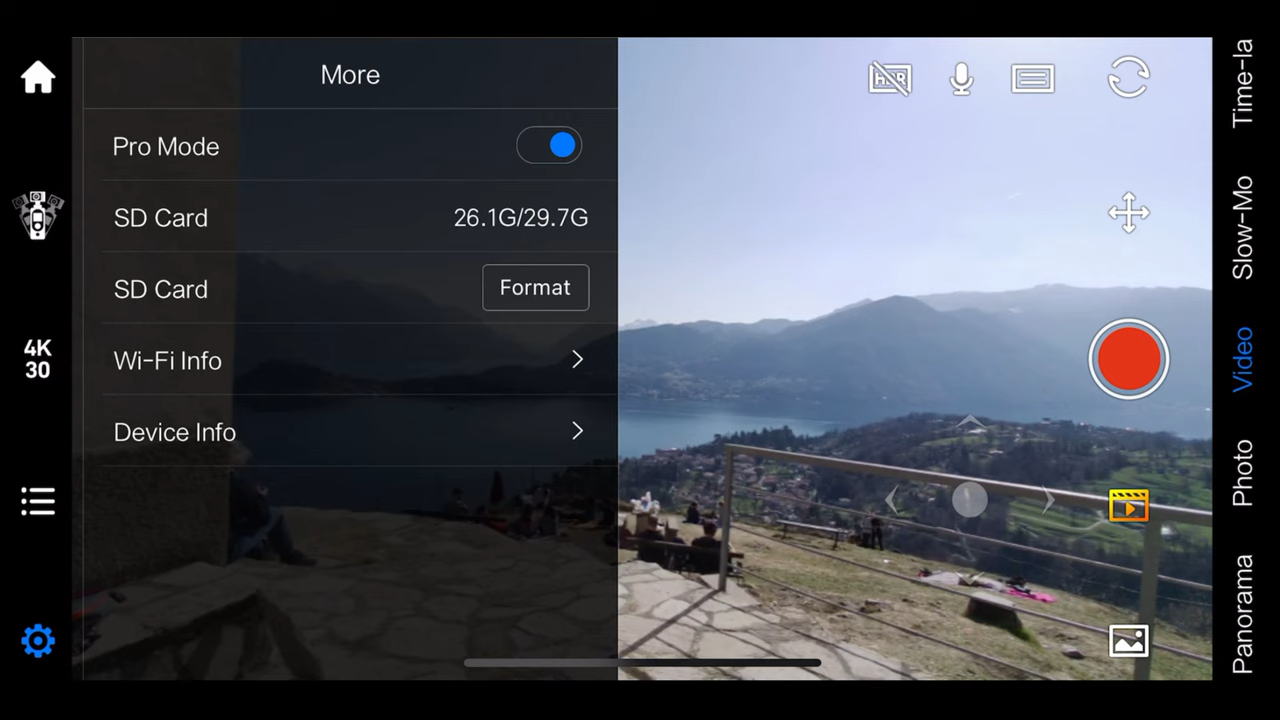 More
Pro Mode
SD Card 26.1G/29.7G
SD Card Format
Wi-Fi Info
Device Info
4K
30
HDR
Time-la
Slow-Mo
Video
Photo
Panorama